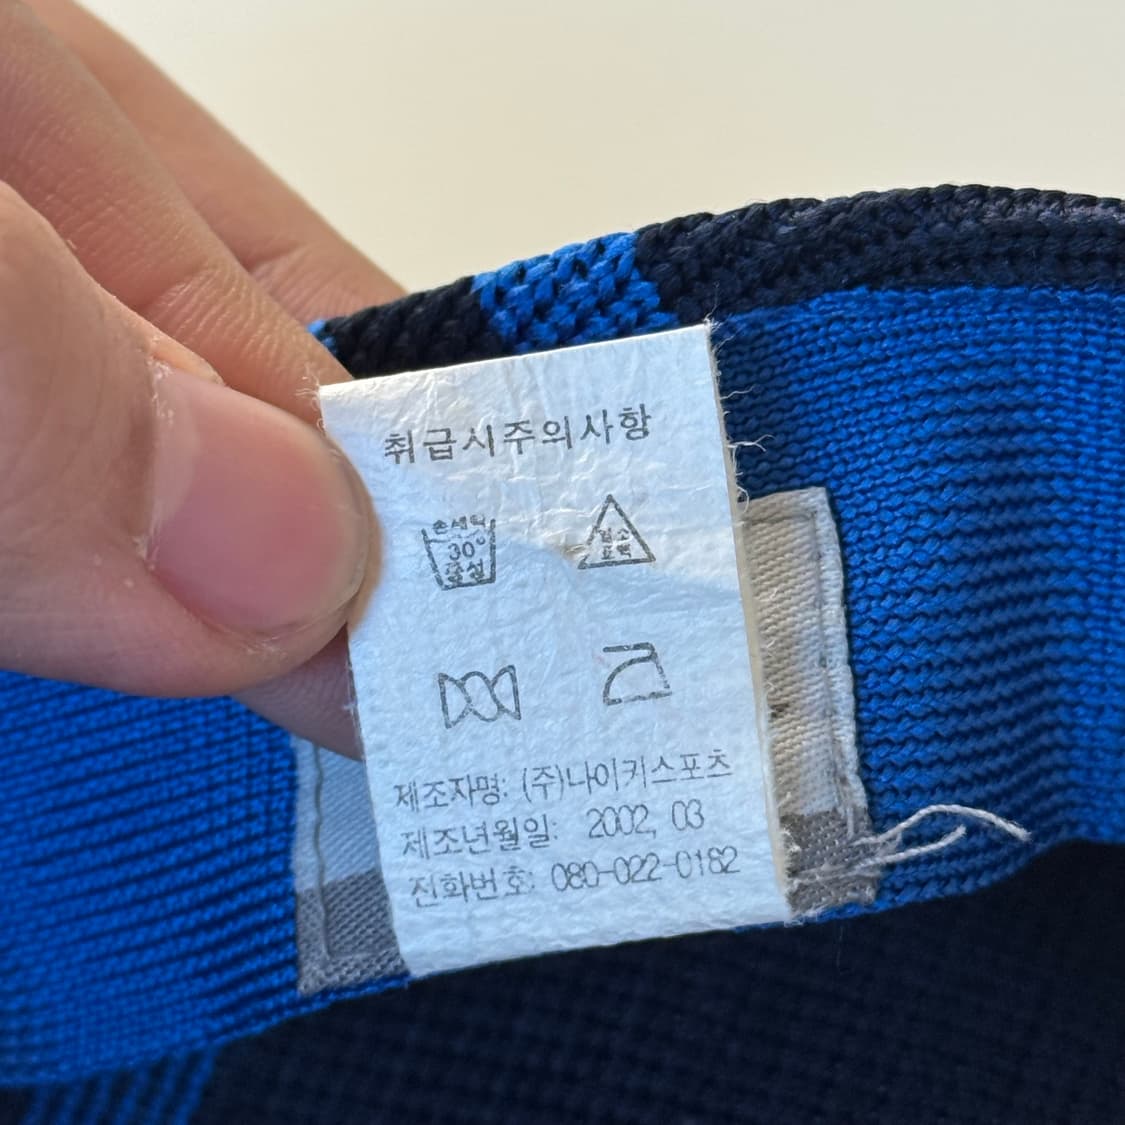 취급시주의사항
손세탁
30°
중성
염소
표백
제조자명: (주)나이키스포츠
제조년월일: 2002, 03
전화번호: 080-022-0182